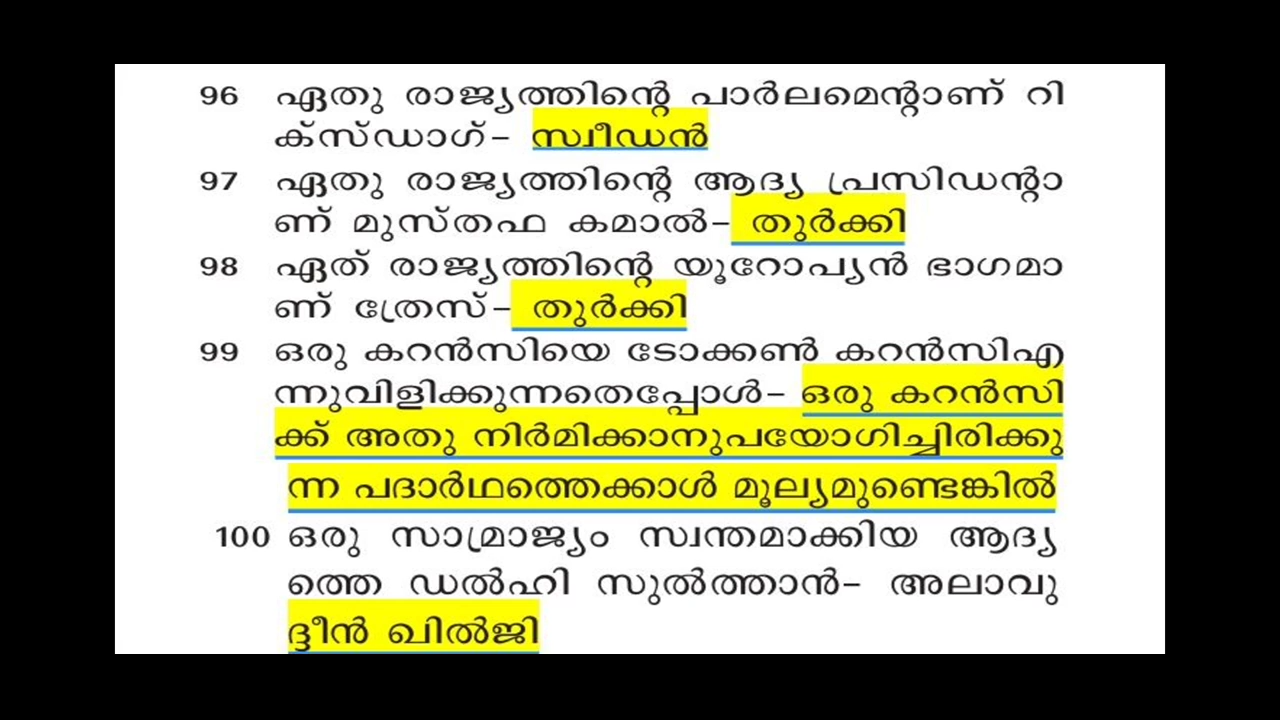 96 ഏതു രാജ്യത്തിന്റെ പാർലമെന്റാണ് റി
ക്സ്ഡാഗ്- സ്വീഡൻ
97 ഏതു രാജ്യത്തിന്റെ ആദ്യ പ്രസിഡന്റാ
ണ് മുസ്തഫ കമാൽ- തുർക്കി
98 ഏത് രാജ്യത്തിന്റെ യൂറോപ്യൻ ഭാഗമാ
ണ് ത്രേസ്- തുർക്കി
99 ഒരു കറൻസിയെ ടോക്കൺ കറൻസിഎ
ന്നുവിളിക്കുന്നതെപ്പോൾ- ഒരു കറൻസി
ക്ക് അതു നിർമിക്കാനുപയോഗിച്ചിരിക്കു
ന്ന പദാർഥത്തെക്കാൾ മൂല്യമുണ്ടെങ്കിൽ
100 ഒരു സാമ്രാജ്യം സ്വന്തമാക്കിയ ആദ്യ
ത്തെ ഡൽഹി സുൽത്താൻ- അലാവു
ദ്ദീൻ ഖിൽജി